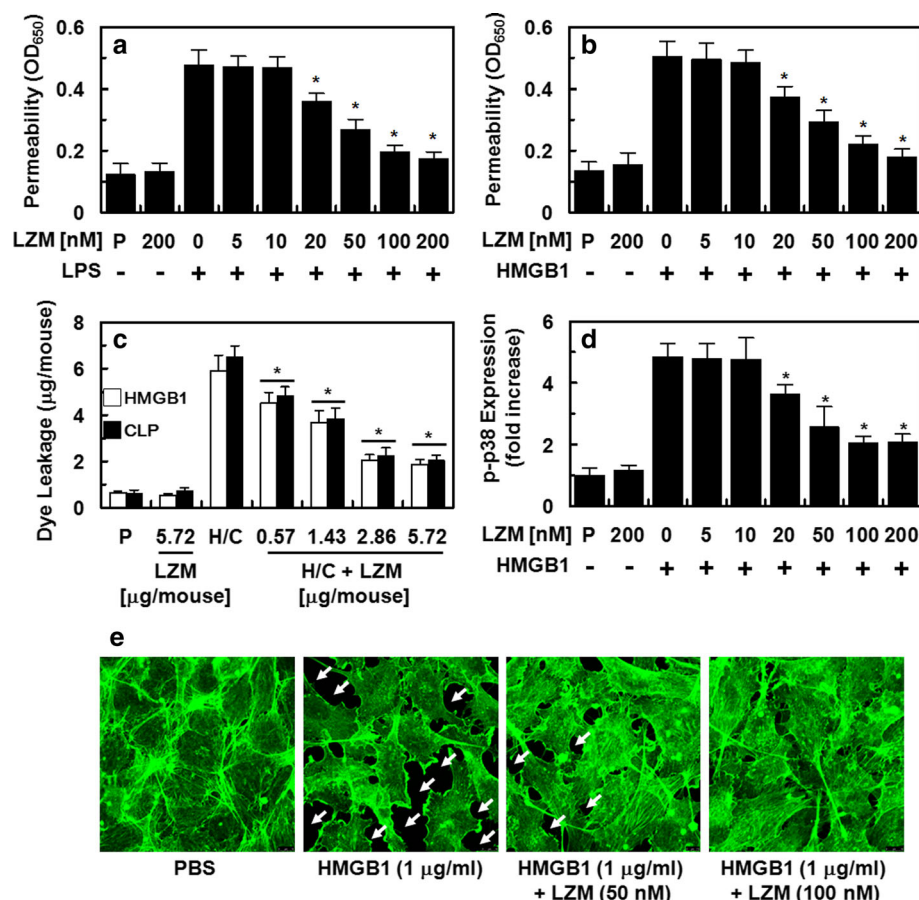 a
Permeability (OD650)
0.6
0.4
0.2
0
LZM [nM] P 200 0 5 10 20 50 100 200
LPS - - + + + + + + +
* * * *
b
Permeability (OD650)
0.6
0.4
0.2
0
LZM [nM] P 200 0 5 10 20 50 100 200
HMGB1 - - + + + + + + +
* * * *
c
Dye Leakage (μg/mouse)
8
6
4
2
0
HMGB1
CLP
* * * *
P 5.72 H/C 0.57 1.43 2.86 5.72
LZM H/C + LZM
[μg/mouse] [μg/mouse]
d
p-p38 Expression
(fold increase)
6
4
2
0
* * * *
LZM [nM] P 200 0 5 10 20 50 100 200
HMGB1 - - + + + + + + +
e
PBS
HMGB1 (1 μg/ml)
HMGB1 (1 μg/ml)
+ LZM (50 nM)
HMGB1 (1 μg/ml)
+ LZM (100 nM)